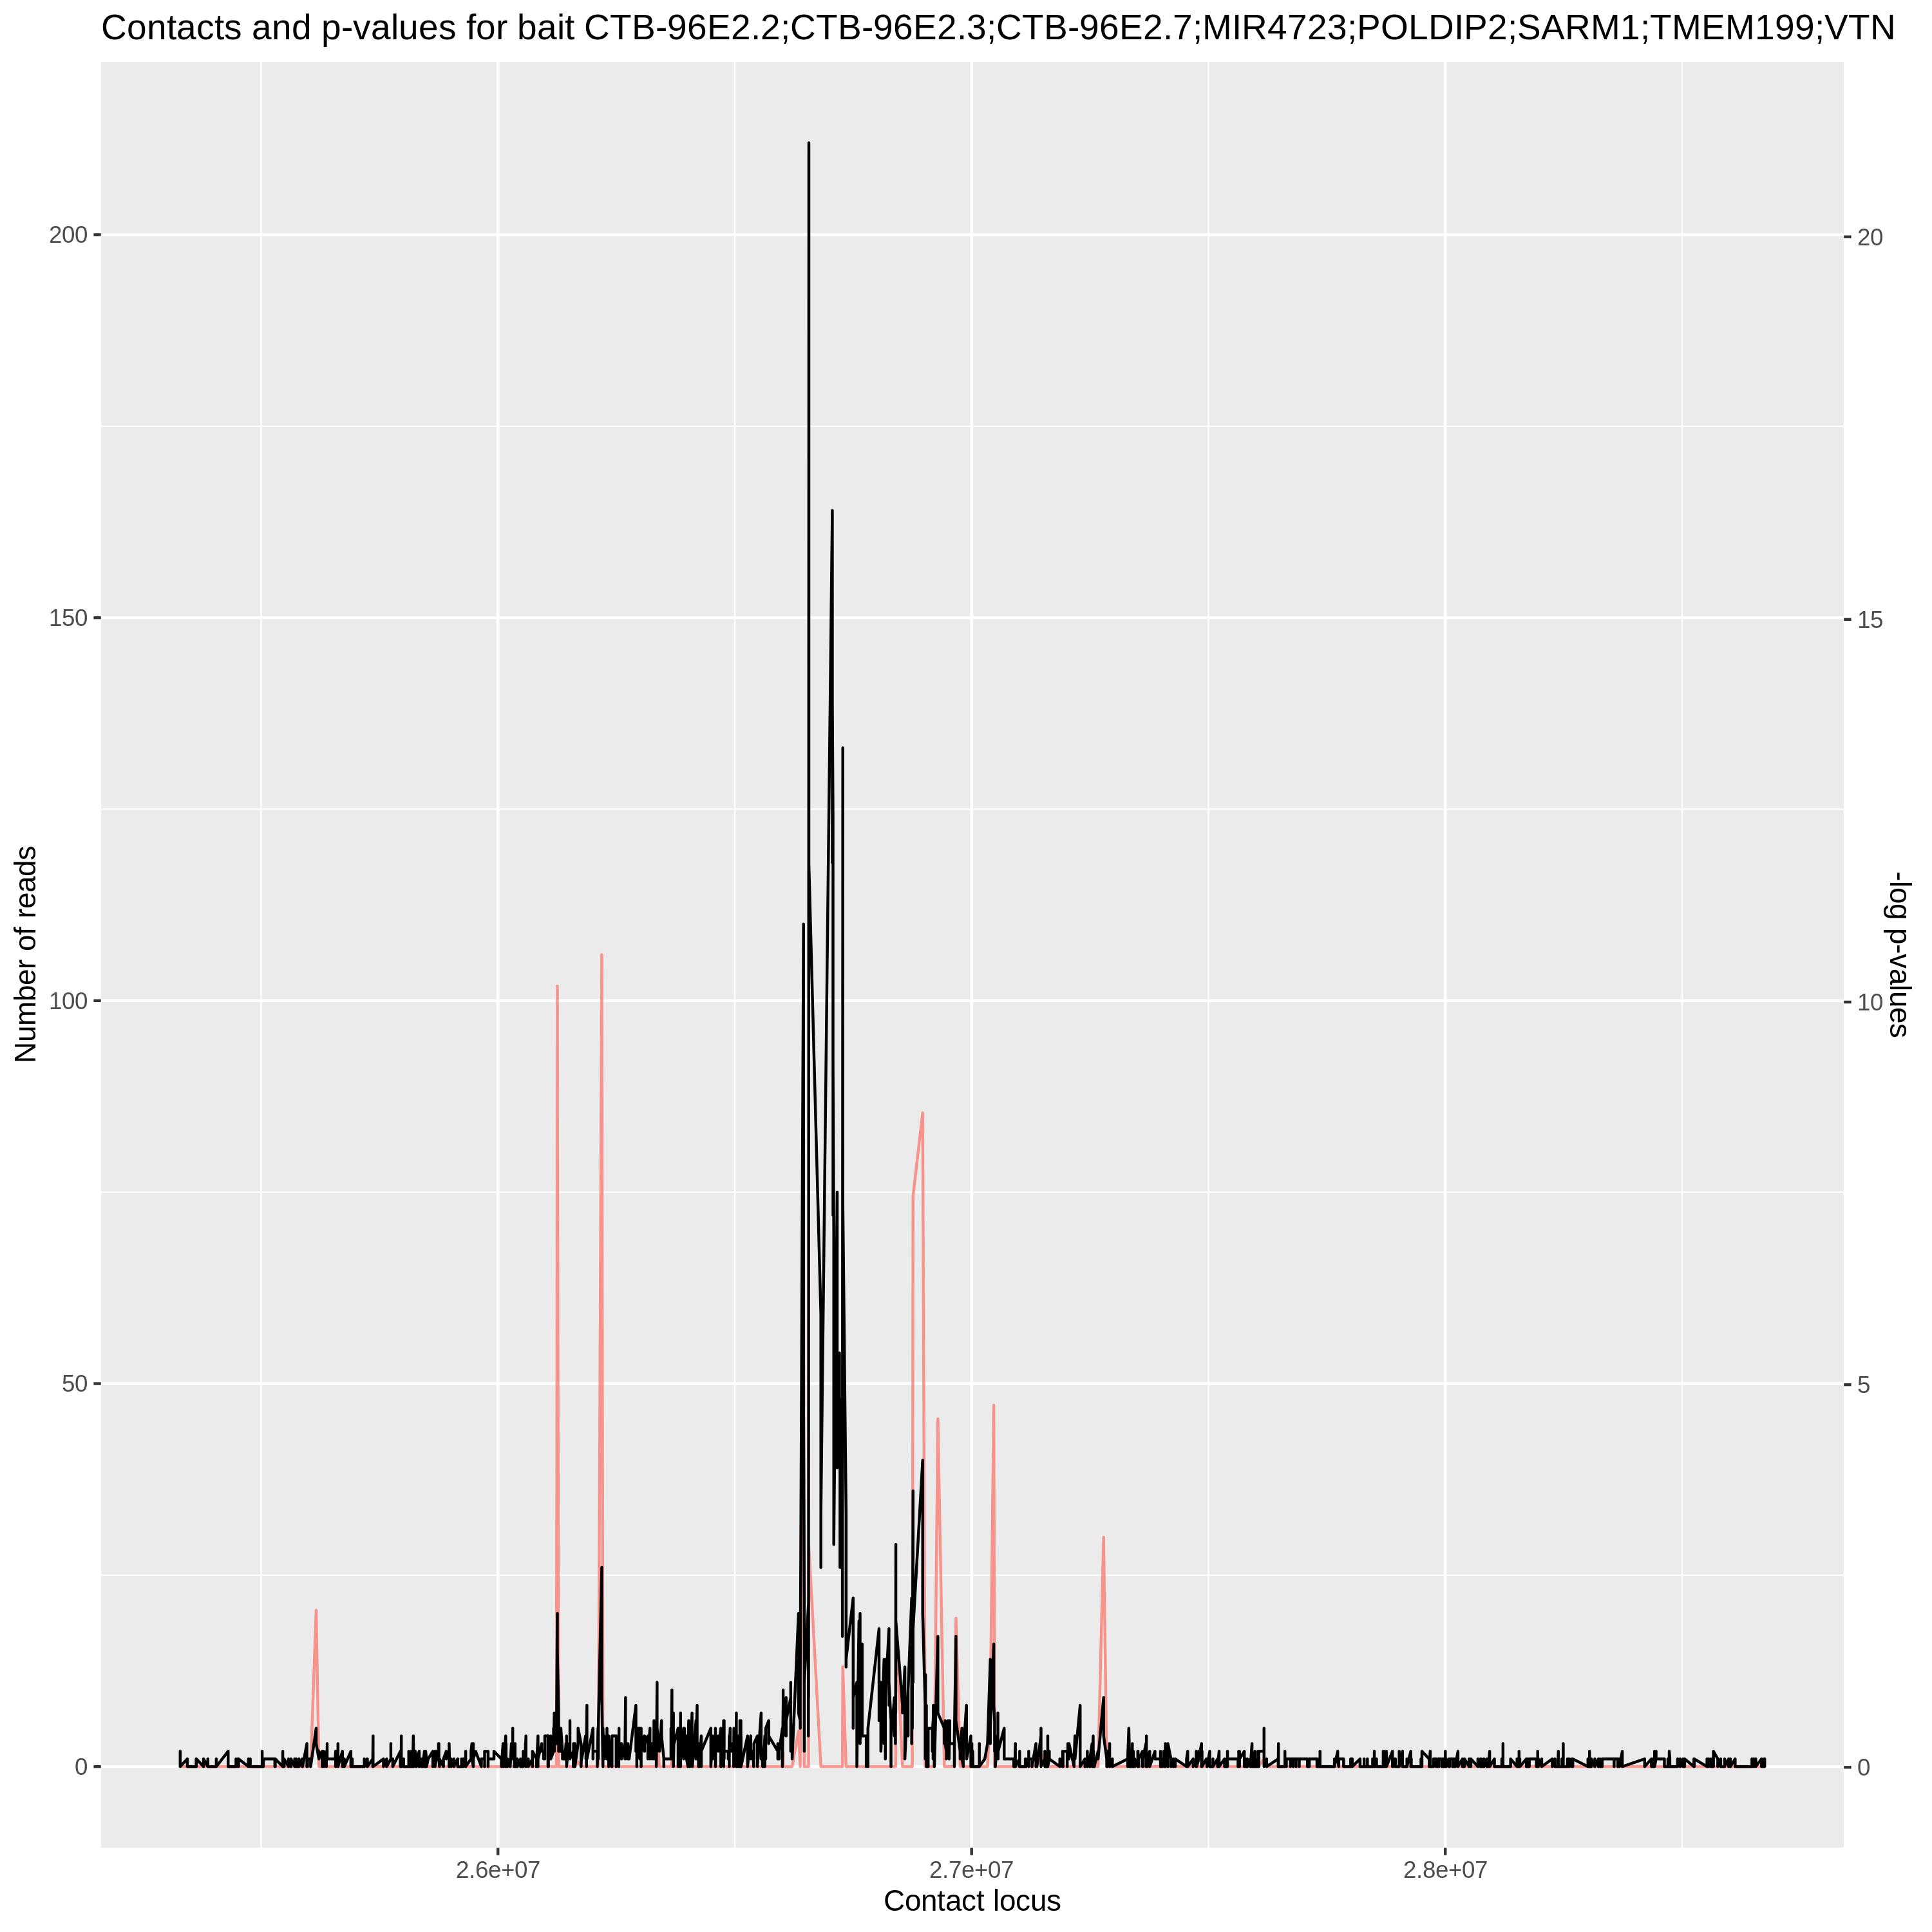 Contacts and p-values for bait CTB-96E2.2;CTB-96E2.3;CTB-96E2.7;MIR4723;POLDIP2;SARM1;TMEM199;VTN
200
150
100
50
0
Number of reads
20
15
10
5
0
-log p-values
2.6e+07 2.7e+07 2.8e+07
Contact locus